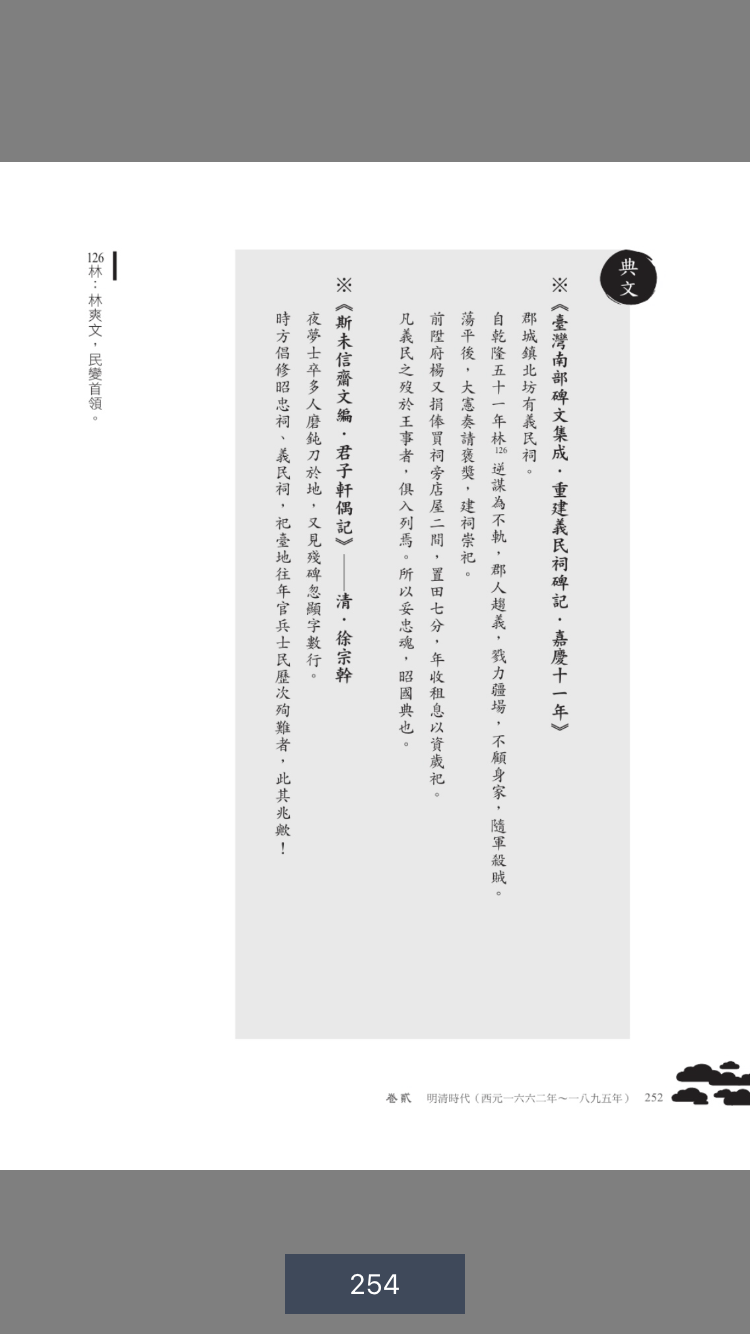 典文
※《臺灣南部碑文集成．重建義民祠碑記．嘉慶十一年》
郡城鎮北坊有義民祠。
自乾隆五十一年林126逆謀為不軌，郡人趨義，戮力疆場，不顧身家，隨軍殺賊。
蕩平後，大憲奏請褒獎，建祠崇祀。
前陞府楊又捐俸買祠旁店屋二間，置田七分，年收租息以資歲祀。
凡義民之歿於王事者，俱入列焉。所以妥忠魂，昭國典也。
※《斯未信齋文編．君子軒偶記》——清．徐宗幹
夜夢士卒多人磨鈍刀於地，又見殘碑忽顯字數行。
時方倡修昭忠祠、義民祠，祀臺地往年官兵士民歷次殉難者，此其兆歟！
126林：林爽文，民變首領。
卷貳 明清時代（西元一六六二年～一八九五年） 252
254